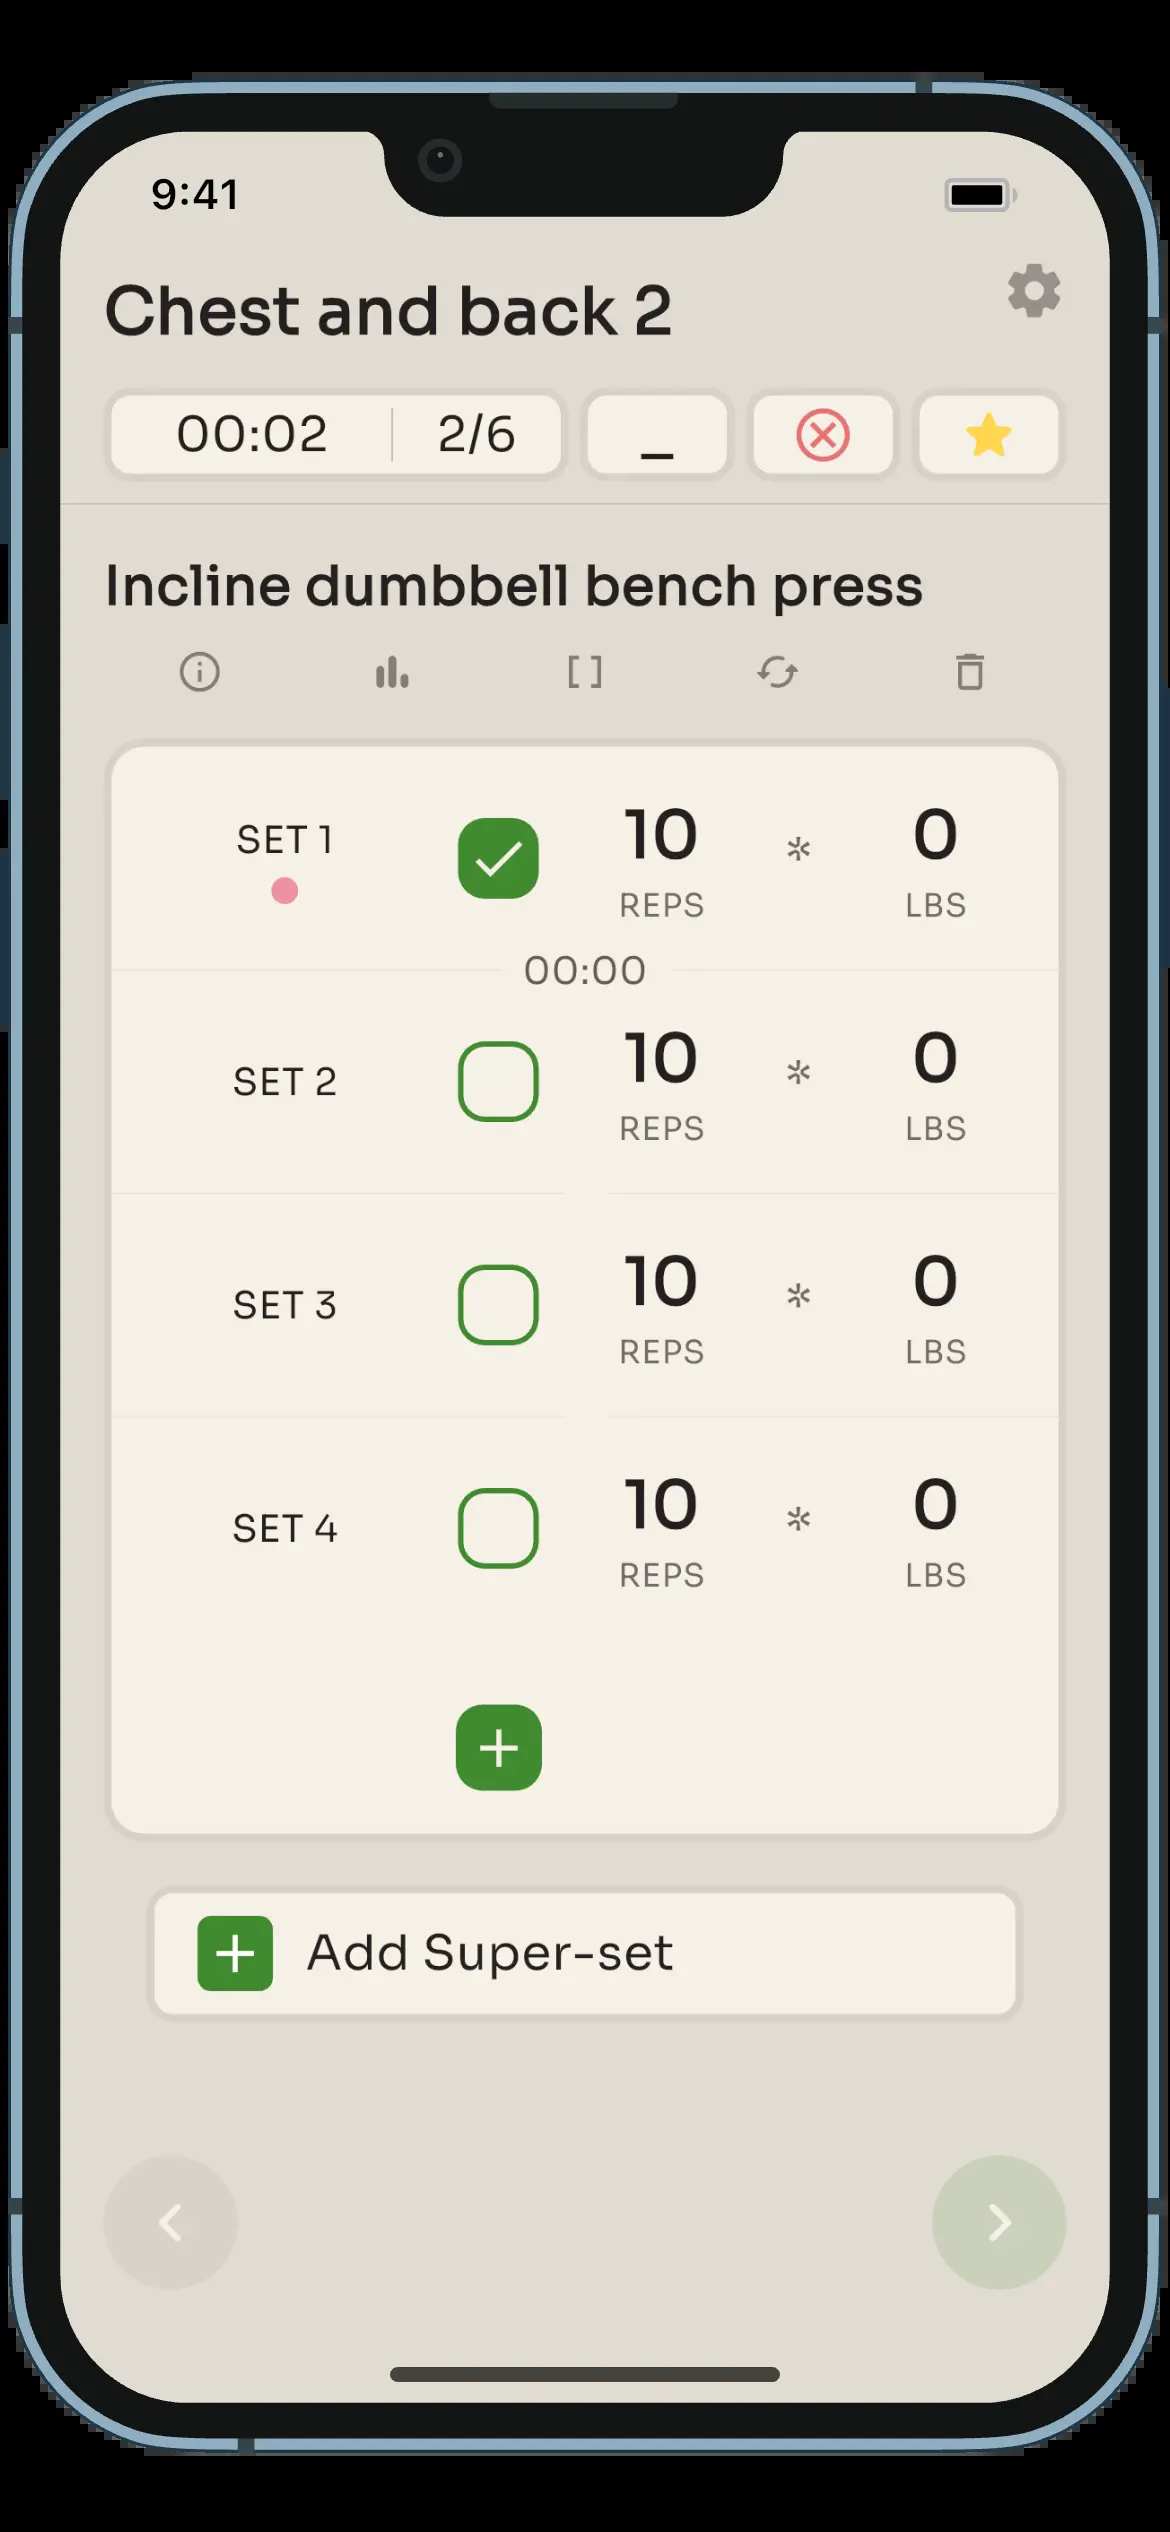 9:41
Chest and back 2
00:02 2/6 _
Incline dumbbell bench press
SET 1 10 * 0
REPS LBS
00:00
SET 2 10 * 0
REPS LBS
SET 3 10 * 0
REPS LBS
SET 4 10 * 0
REPS LBS
Add Super-set